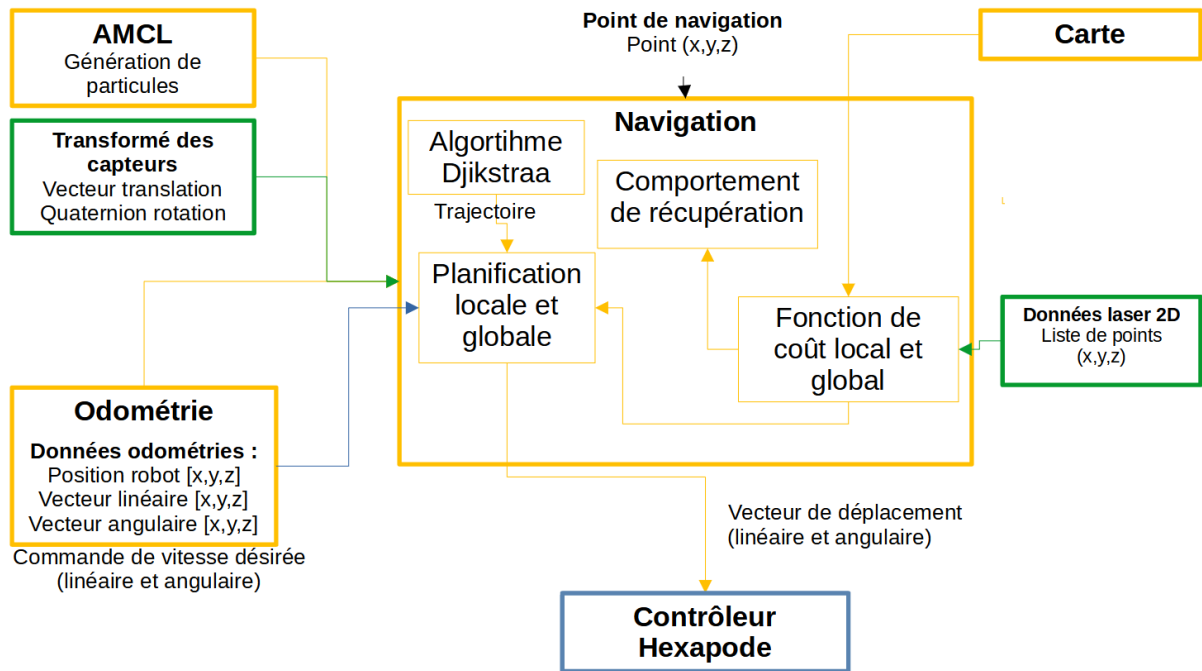 AMCL
Génération de
particules
Point de navigation
Point (x,y,z)
Carte
Transformé des
capteurs
Vecteur translation
Quaternion rotation
Navigation
Algortihme
Djikstraa
Trajectoire
Comportement
de récupération
Planification
locale et
globale
Fonction de
coût local et
global
Données laser 2D
Liste de points
(x,y,z)
Odométrie
Données odométries :
Position robot [x,y,z]
Vecteur linéaire [x,y,z]
Vecteur angulaire [x,y,z]
Commande de vitesse désirée
(linéaire et angulaire)
Vecteur de déplacement
(linéaire et angulaire)
Contrôleur
Hexapode